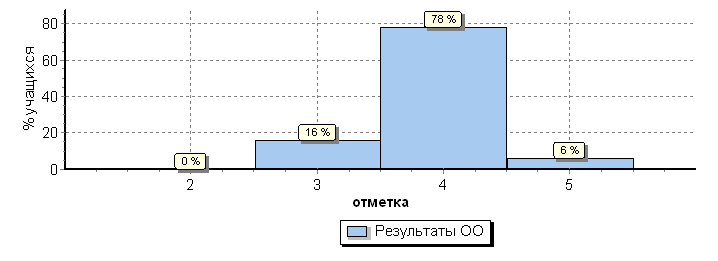 % учащихся
80
60
40
20
0
0 %
16 %
78 %
6 %
2 3 4 5
отметка
Результаты ОО